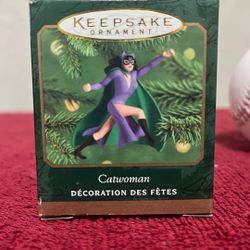 KEEPSAKE
ORNAMENT
Catwoman
DÉCORATION DES FÊTES